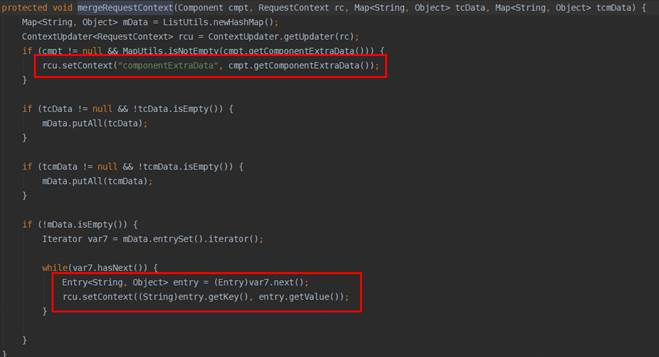 protected void mergeRequestContext(Component cmpt, RequestContext rc, Map<String, Object> tcData, Map<String, Object> tcmData) {
Map<String, Object> mData = ListUtils.newHashMap();
ContextUpdater<RequestContext> rcu = ContextUpdater.getUpdater(rc);
if (cmpt != null && MapUtils.isNotEmpty(cmpt.getComponentExtraData())) {
rcu.setContext("componentExtraData", cmpt.getComponentExtraData());
}
if (tcData != null && !tcData.isEmpty()) {
mData.putAll(tcData);
}
if (tcmData != null && !tcmData.isEmpty()) {
mData.putAll(tcmData);
}
if (!mData.isEmpty()) {
Iterator var7 = mData.entrySet().iterator();
while(var7.hasNext()) {
Entry<String, Object> entry = (Entry)var7.next();
rcu.setContext((String)entry.getKey(), entry.getValue());
}
}
}